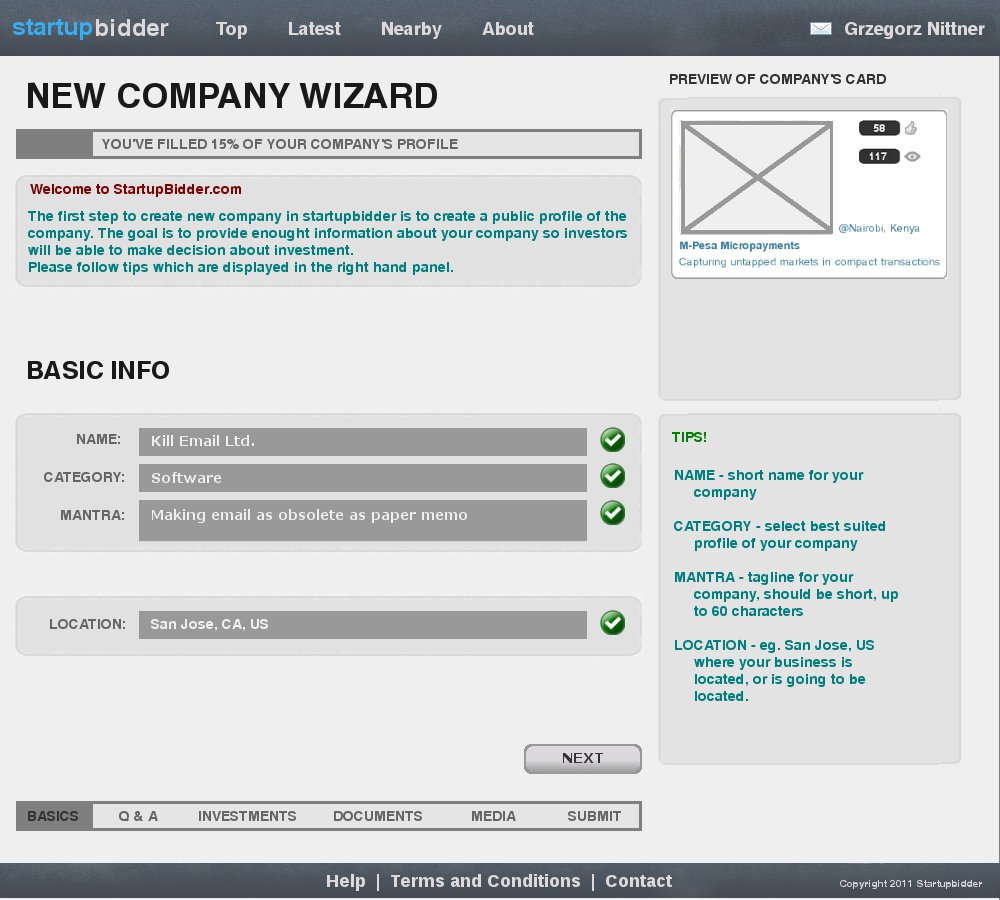 startupbidder Top Latest Nearby About Grzegorz Nittner
NEW COMPANY WIZARD
YOU'VE FILLED 15% OF YOUR COMPANY'S PROFILE
Welcome to StartupBidder.com
The first step to create new company in startupbidder is to create a public profile of the
company. The goal is to provide enought information about your company so investors
will be able to make decision about investment.
Please follow tips which are displayed in the right hand panel.
BASIC INFO
NAME: Kill Email Ltd.
CATEGORY: Software
MANTRA: Making email as obsolete as paper memo
LOCATION: San Jose, CA, US
NEXT
BASICS Q & A INVESTMENTS DOCUMENTS MEDIA SUBMIT
PREVIEW OF COMPANY'S CARD
58
117
@Nairobi, Kenya
M-Pesa Micropayments
Capturing untapped markets in compact transactions
TIPS!
NAME - short name for your
company
CATEGORY - select best suited
profile of your company
MANTRA - tagline for your
company, should be short, up
to 60 characters
LOCATION - eg. San Jose, US
where your business is
located, or is going to be
located.
Help | Terms and Conditions | Contact
Copyright 2011 Startupbidder